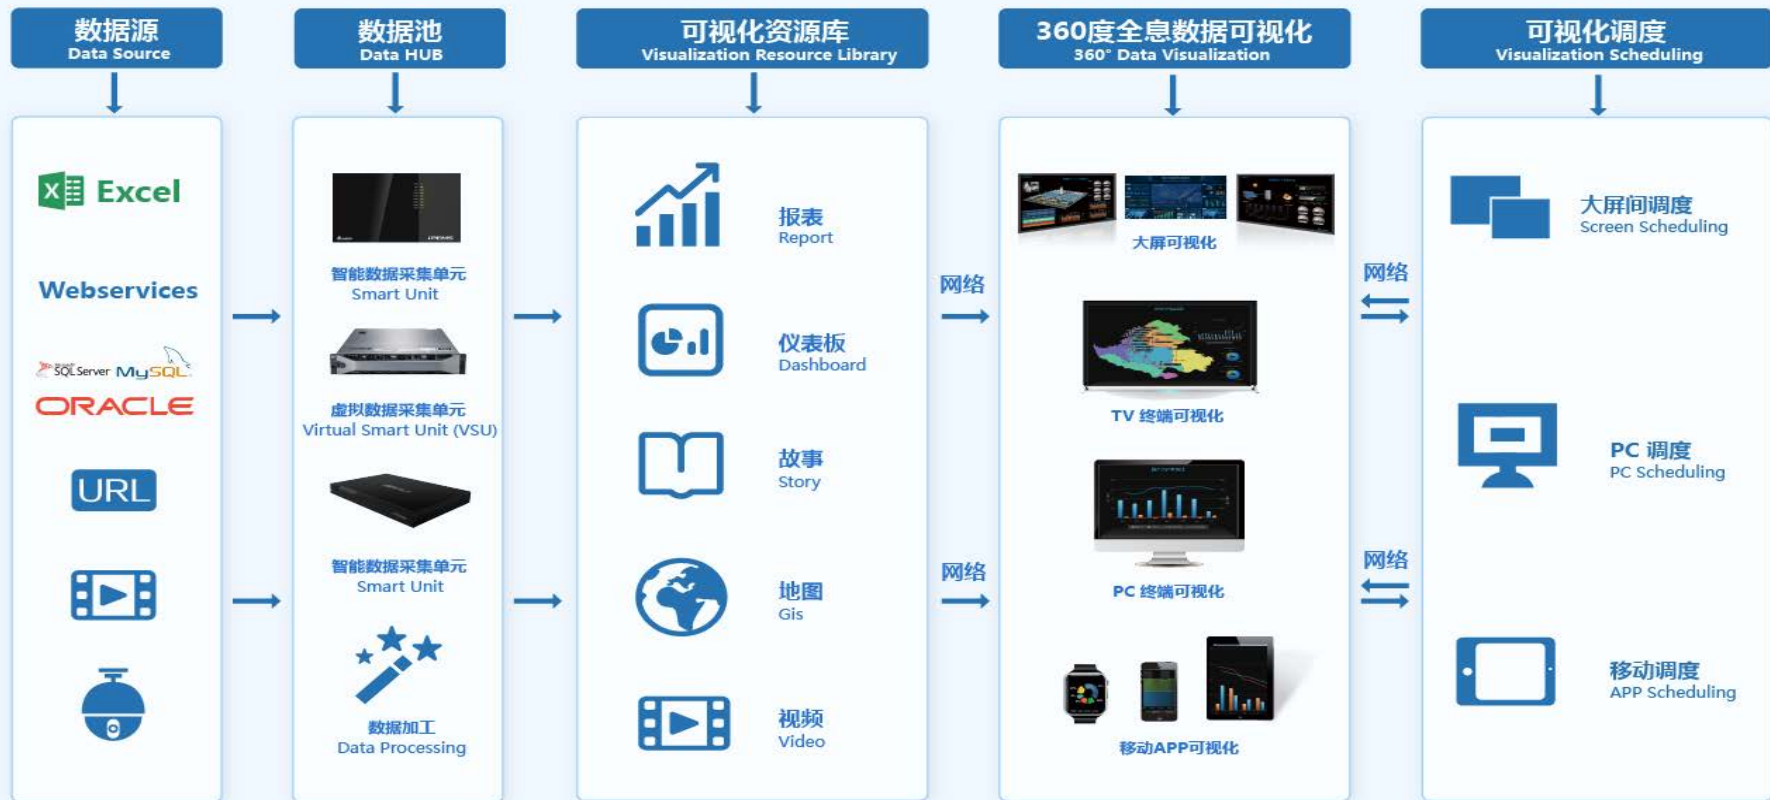 数据源
Data Source
数据池
Data HUB
可视化资源库
Visualization Resource Library
360度全息数据可视化
360° Data Visualization
可视化调度
Visualization Scheduling
Excel
Webservices
SQL Server MySQL
ORACLE
URL
智能数据采集单元
Smart Unit
虚拟数据采集单元
Virtual Smart Unit (VSU)
智能数据采集单元
Smart Unit
数据加工
Data Processing
报表
Report
仪表板
Dashboard
故事
Story
地图
Gis
视频
Video
网络
网络
大屏可视化
TV 终端可视化
PC 终端可视化
移动APP可视化
网络
网络
大屏间调度
Screen Scheduling
PC 调度
PC Scheduling
移动调度
APP Scheduling